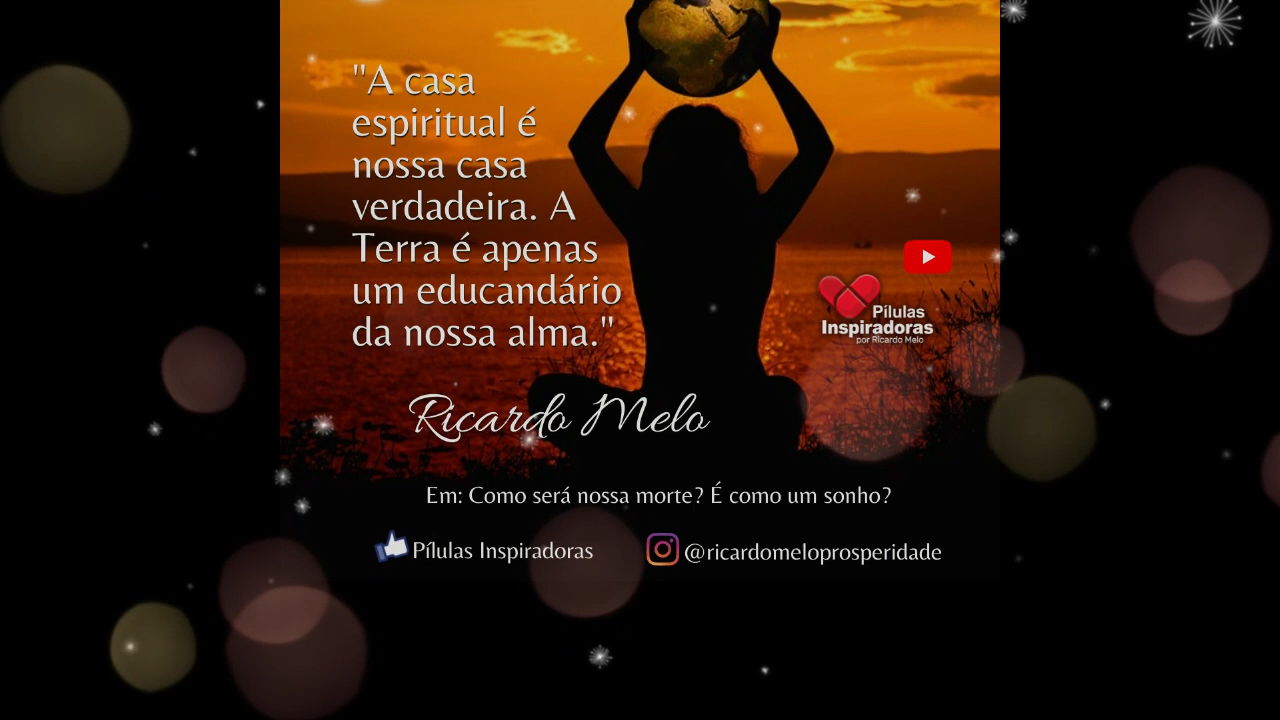 "A casa
espiritual é
nossa casa
verdadeira. A
Terra é apenas
um educandário
da nossa alma."
Pílulas
Inspiradoras
por Ricardo Melo
Ricardo Melo
Em: Como será nossa morte? É como um sonho?
Pílulas Inspiradoras
@ricardomeloprosperidade